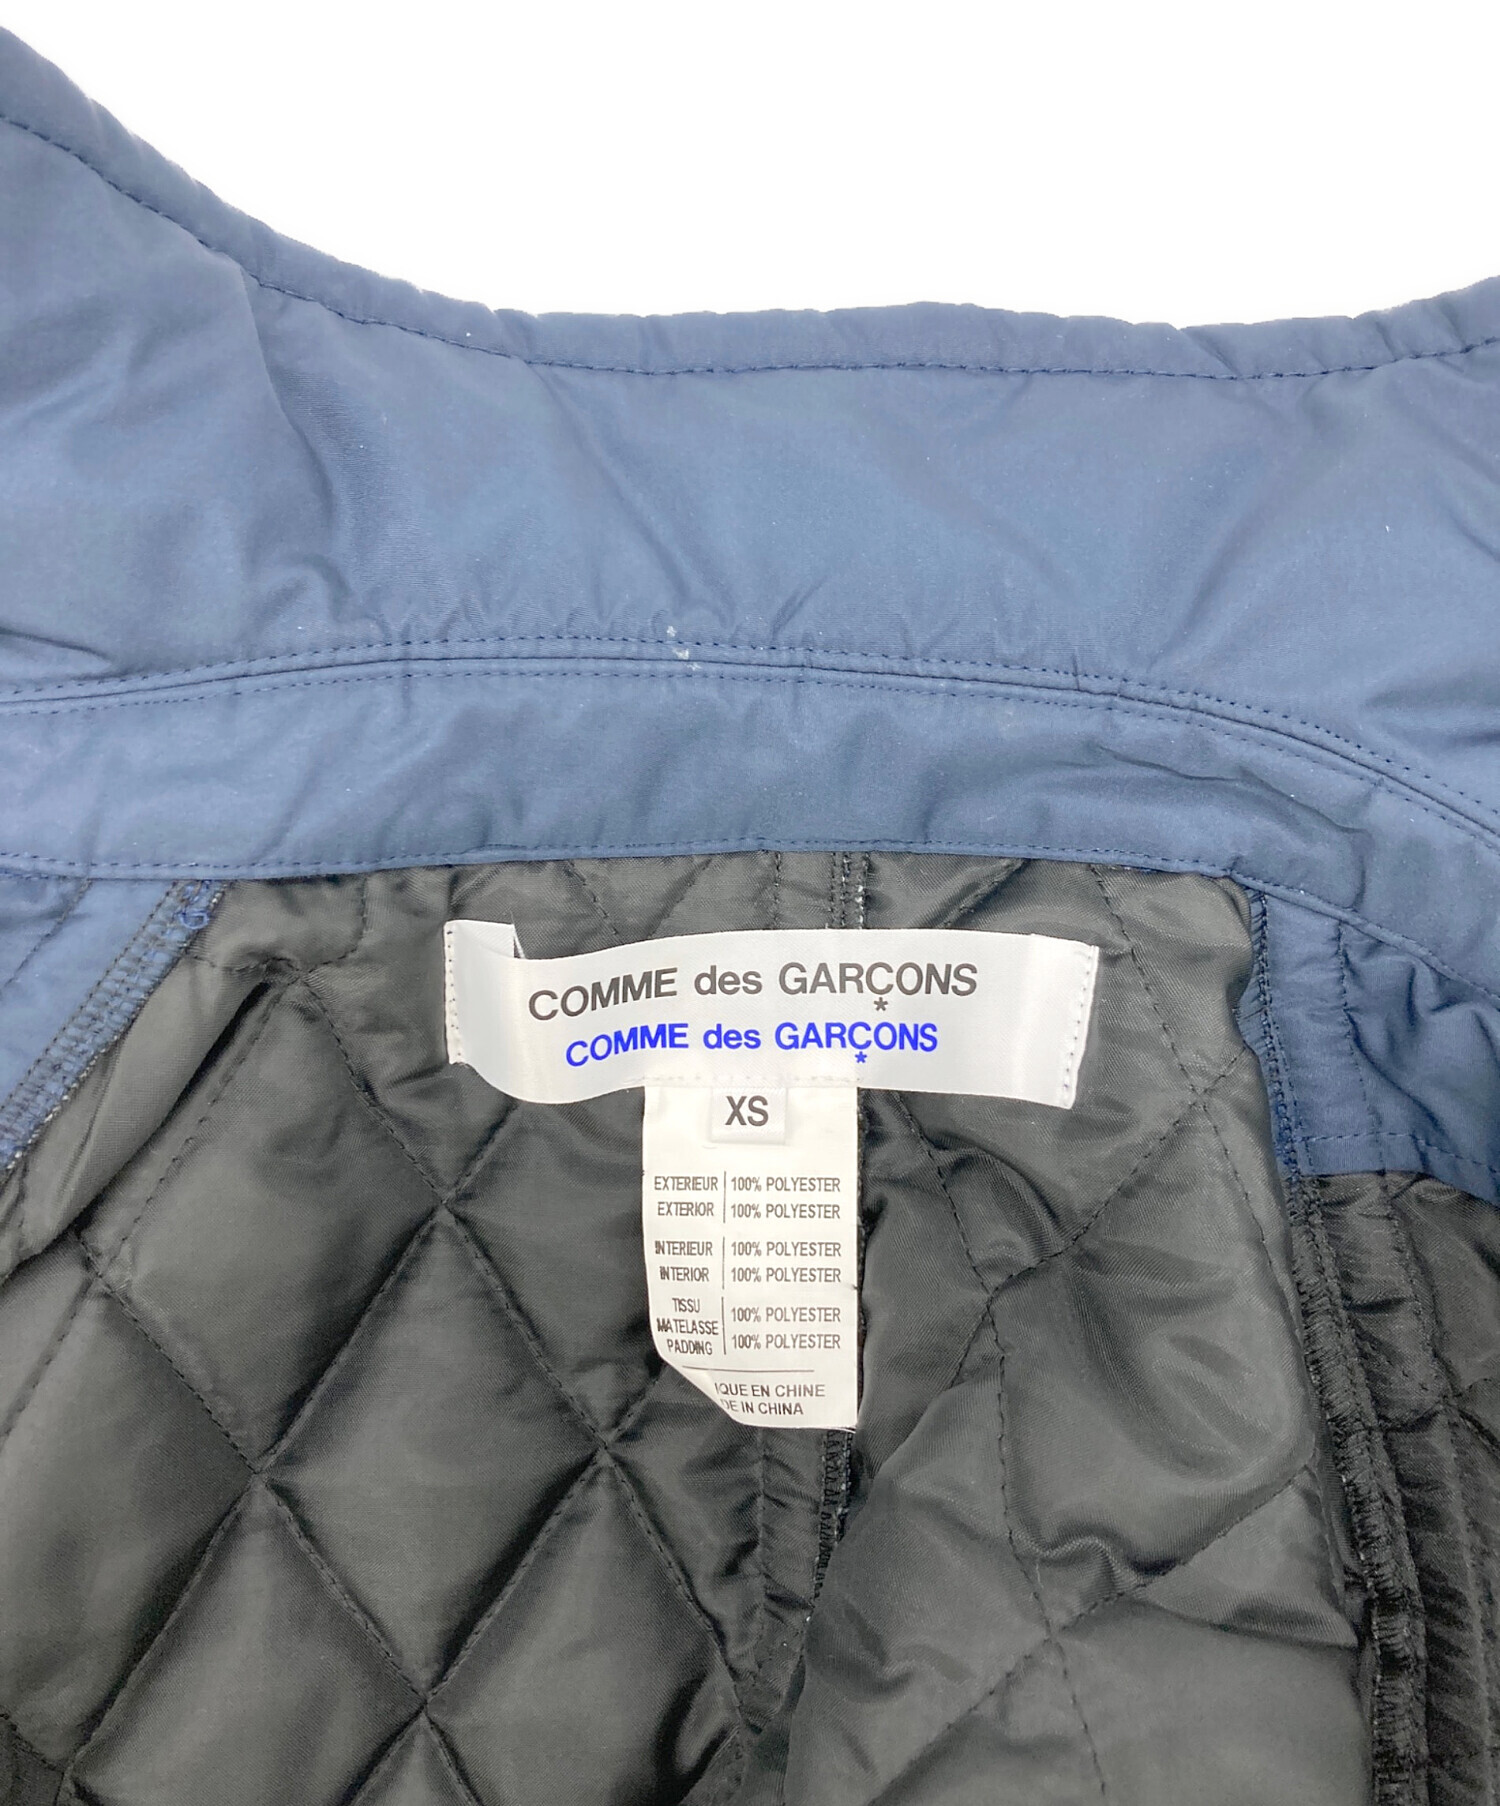 COMME des GARÇONS
*
COMME des GARÇONS
*
XS
EXTERIEUR 100% POLYESTER
EXTERIOR 100% POLYESTER
INTERIEUR 100% POLYESTER
INTERIOR 100% POLYESTER
TISSU
MATELASSE 100% POLYESTER
PADDING 100% POLYESTER
IQUE EN CHINE
DE IN CHINA